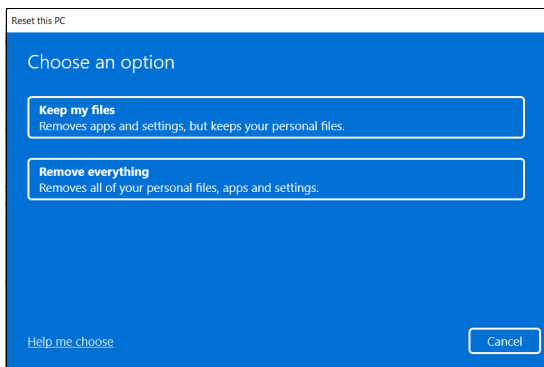 Reset this PC
Choose an option
Keep my files
Removes apps and settings, but keeps your personal files.
Remove everything
Removes all of your personal files, apps and settings.
Help me choose
Cancel